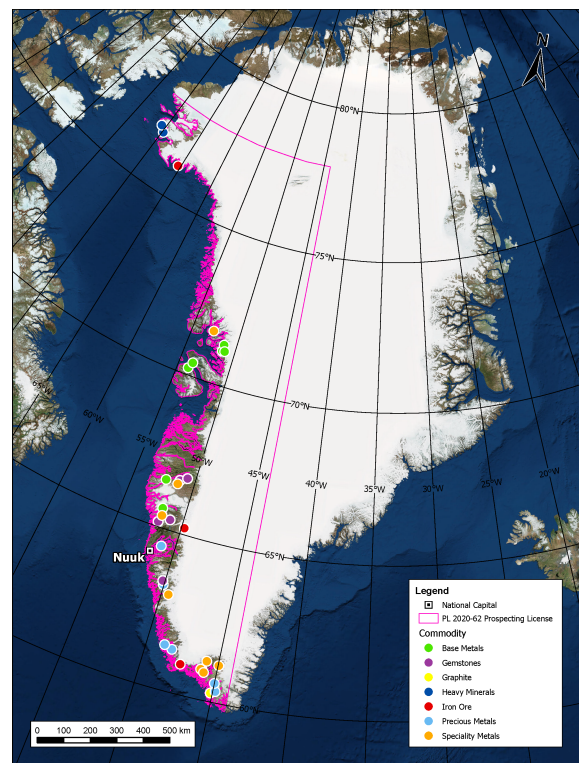 N
80°N
75°N
70°N
65°W
60°W
55°W
50°W
45°W
40°W
35°W
30°W
25°W
20°W
Nuuk
65°N
60°N
Legend
National Capital
PL 2020-62 Prospecting License
Commodity
Base Metals
Gemstones
Graphite
Heavy Minerals
Iron Ore
Precious Metals
Speciality Metals
0 100 200 300 400 500 km